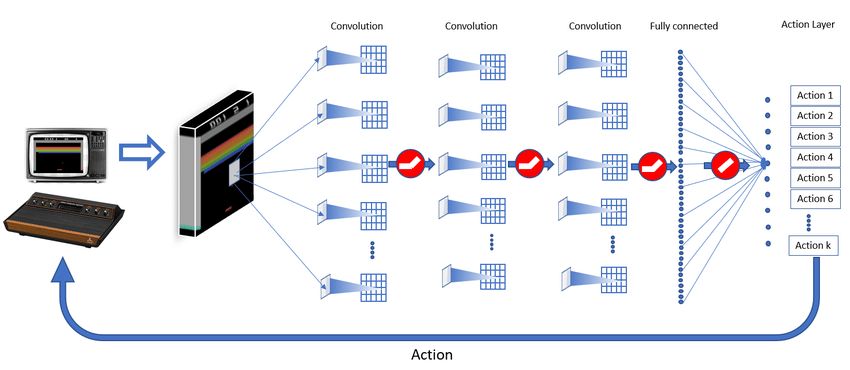 Convolution
Convolution
Convolution
Fully connected
Action Layer
Action 1
Action 2
Action 3
Action 4
Action 5
Action 6
Action k
Action